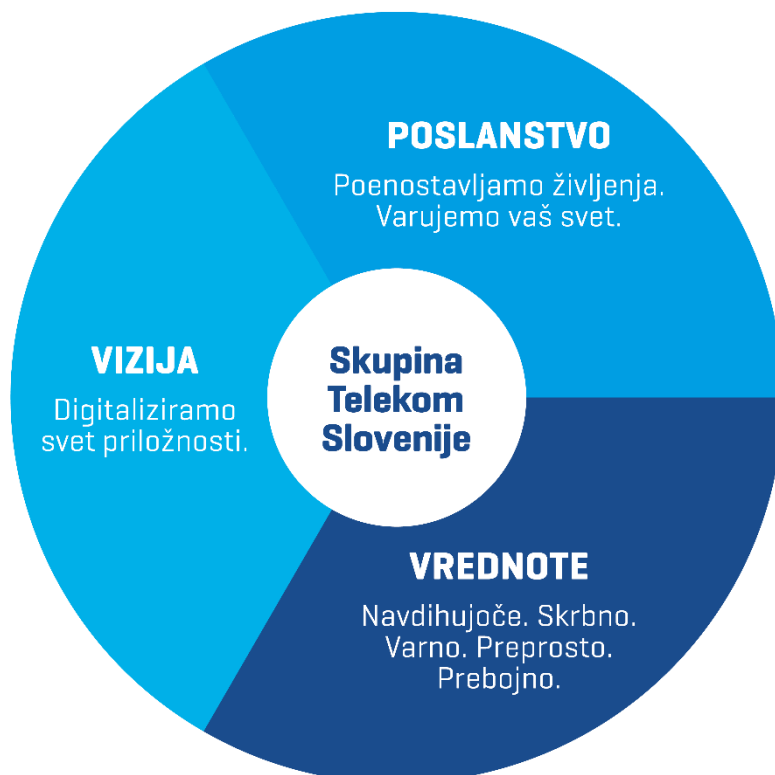 POSLANSTVO
Poenostavljamo življenja.
Varujemo vaš svet.
VIZIJA
Digitaliziramo
svet priložnosti.
Skupina
Telekom
Slovenije
VREDNOTE
Navdihujoče. Skrbno.
Varno. Preprosto.
Prebojno.